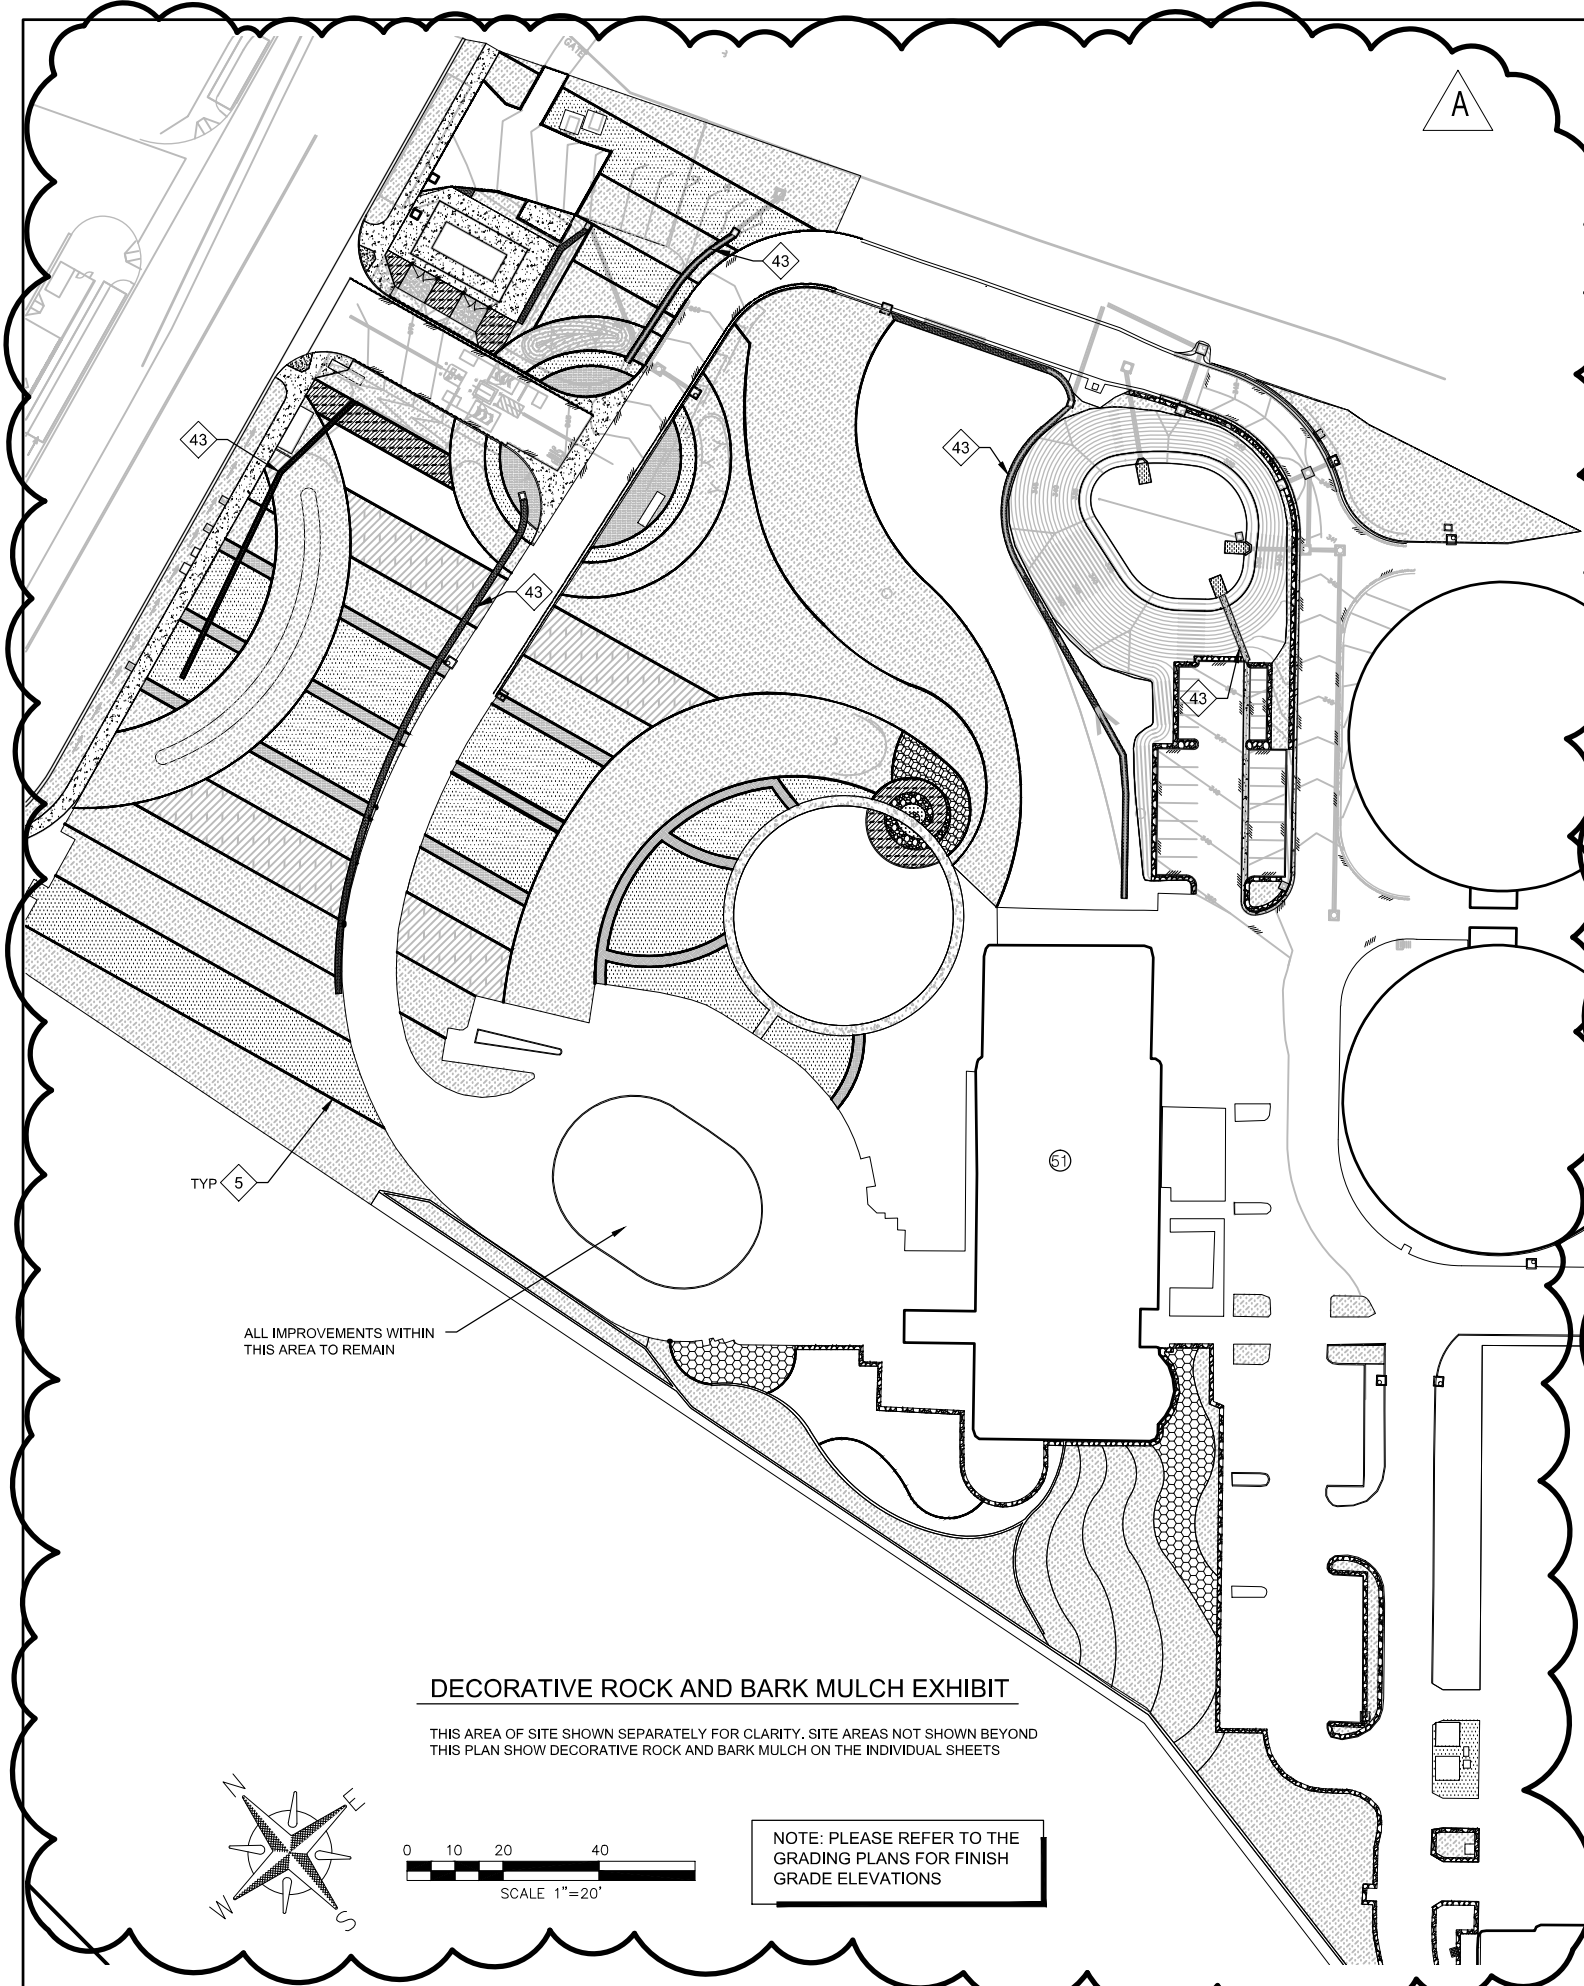 A
43
43
43
43
43
51
TYP 5
ALL IMPROVEMENTS WITHIN
THIS AREA TO REMAIN
DECORATIVE ROCK AND BARK MULCH EXHIBIT
THIS AREA OF SITE SHOWN SEPARATELY FOR CLARITY. SITE AREAS NOT SHOWN BEYOND
THIS PLAN SHOW DECORATIVE ROCK AND BARK MULCH ON THE INDIVIDUAL SHEETS
N
E
W
S
0 10 20 40
SCALE 1"=20'
NOTE: PLEASE REFER TO THE
GRADING PLANS FOR FINISH
GRADE ELEVATIONS